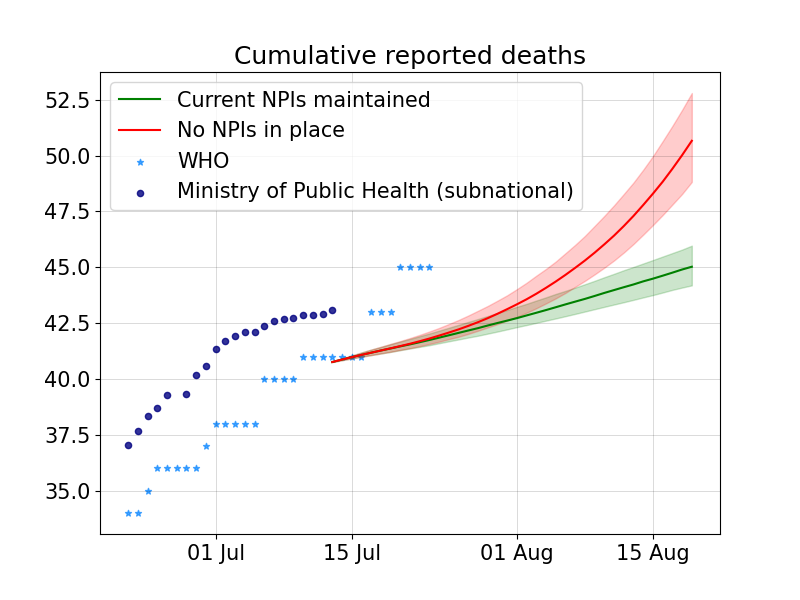 Cumulative reported deaths
Current NPIs maintained
No NPIs in place
WHO
Ministry of Public Health (subnational)
52.5
50.0
47.5
45.0
42.5
40.0
37.5
35.0
01 Jul
15 Jul
01 Aug
15 Aug